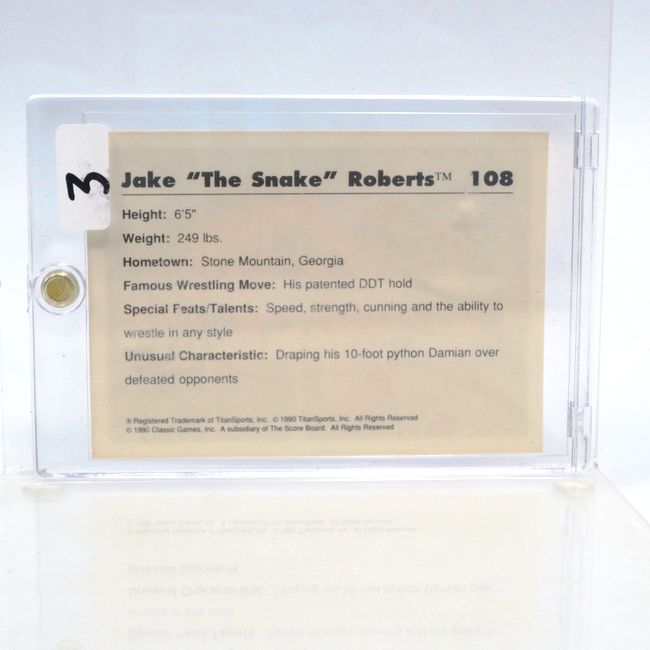 3
Jake "The Snake" Roberts™ 108
Height: 6'5"
Weight: 249 lbs.
Hometown: Stone Mountain, Georgia
Famous Wrestling Move: His patented DDT hold
Special Feats/Talents: Speed, strength, cunning and the ability to
wrestle in any style
Unusual Characteristic: Draping his 10-foot python Damian over
defeated opponents
® Registered Trademark of TitanSports, Inc. © 1990 TitanSports, Inc. All Rights Reserved
© 1990 Classic Games, Inc. A subsidiary of The Score Board. All Rights Reserved